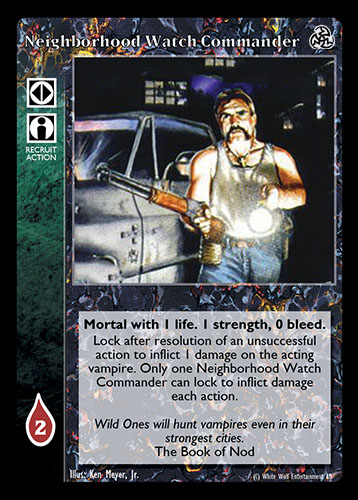 Neighborhood Watch Commander
RECRUIT
ACTION
Mortal with 1 life. 1 strength, 0 bleed.
Lock after resolution of an unsuccessful
action to inflict 1 damage on the acting
vampire. Only one Neighborhood Watch
Commander can lock to inflict damage
each action.
Wild Ones will hunt vampires even in their
strongest cities.
The Book of Nod
2
Illus: Ken Meyer, Jr.
(C) White Wolf Entertainment AB